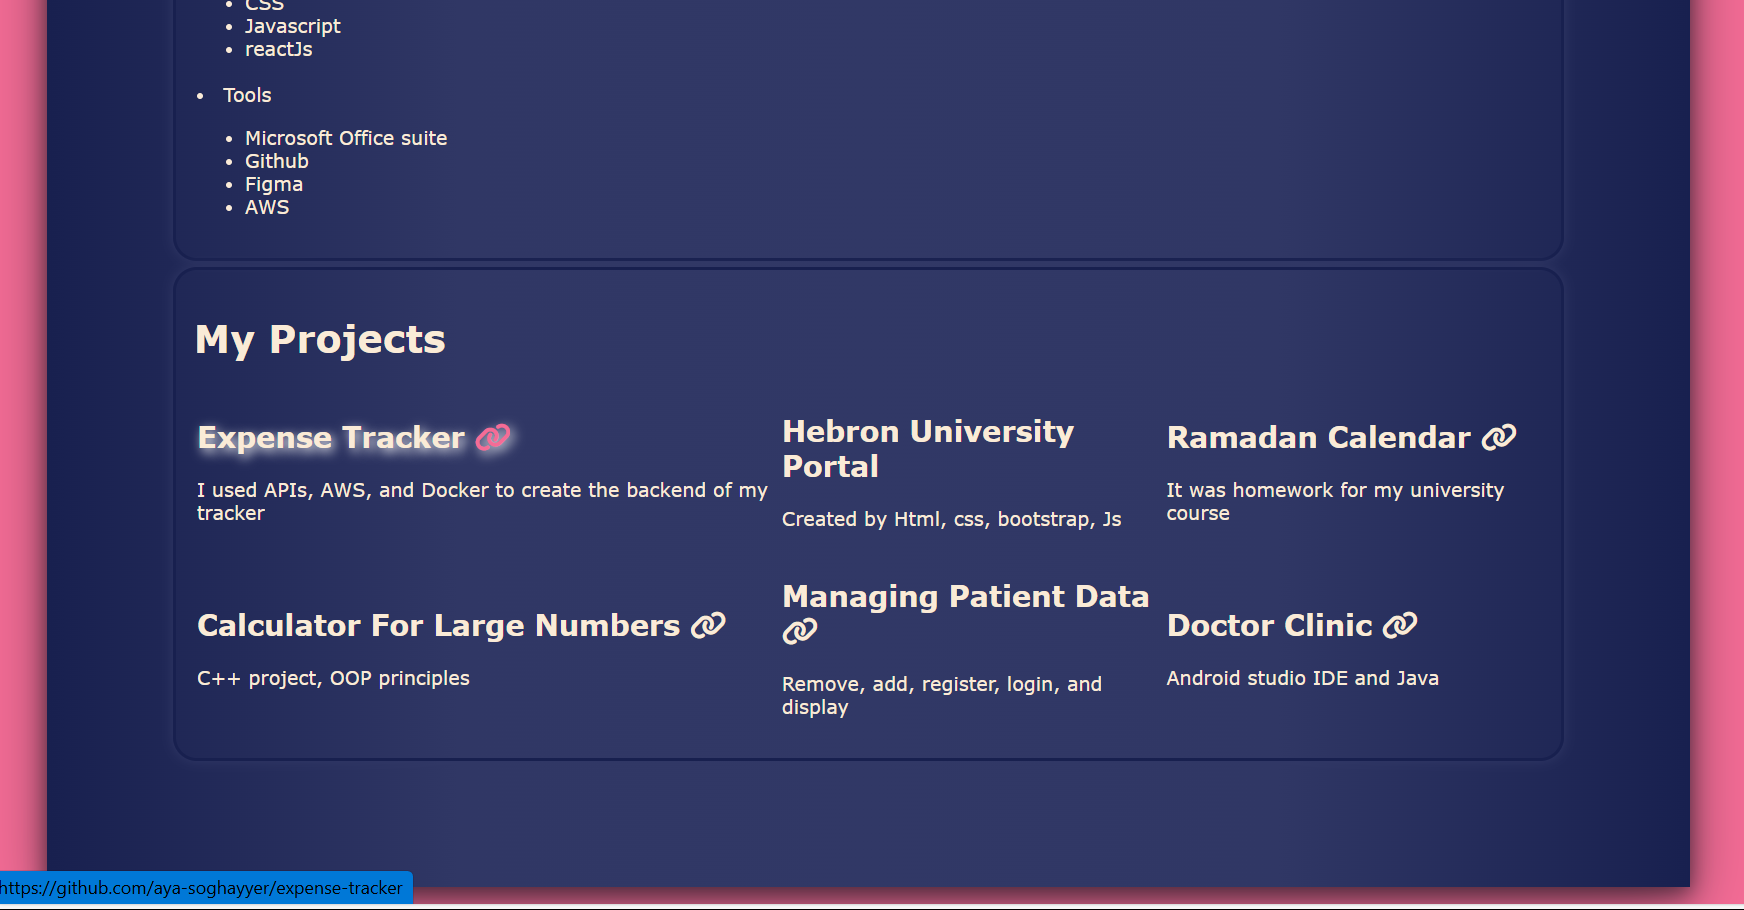 CSS
Javascript
reactJs
Tools
Microsoft Office suite
Github
Figma
AWS
My Projects
Expense Tracker
I used APIs, AWS, and Docker to create the backend of my
tracker
Hebron University
Portal
Created by Html, css, bootstrap, Js
Ramadan Calendar
It was homework for my university
course
Calculator For Large Numbers
C++ project, OOP principles
Managing Patient Data
Remove, add, register, login, and
display
Doctor Clinic
Android studio IDE and Java
https://github.com/aya-soghayyer/expense-tracker